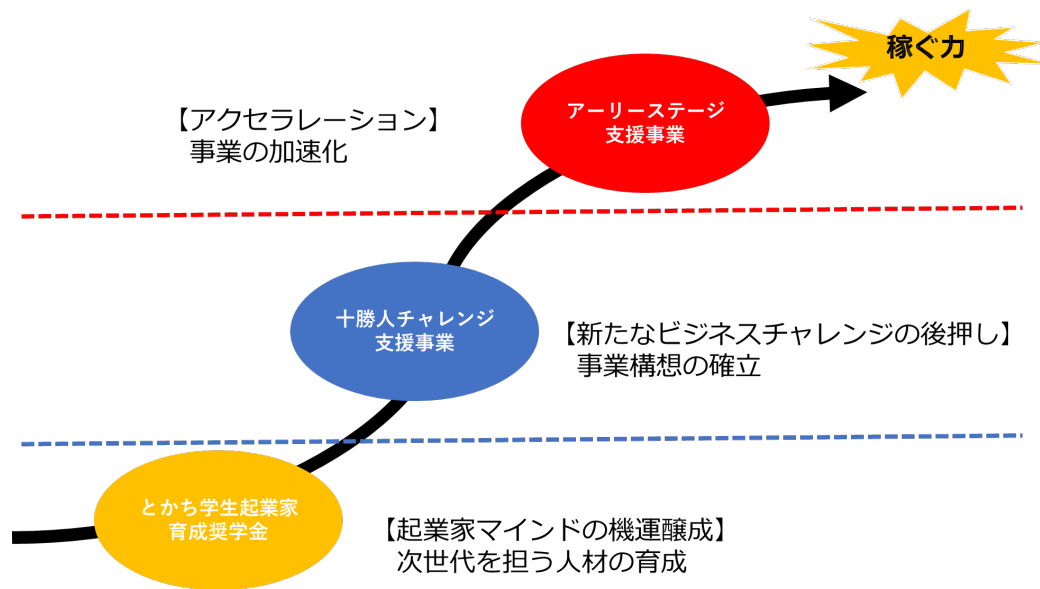 稼ぐ力
アーリーステージ
支援事業
【アクセラレーション】
事業の加速化
十勝人チャレンジ
支援事業
【新たなビジネスチャレンジの後押し】
事業構想の確立
とかち学生起業家
育成奨学金
【起業家マインドの機運醸成】
次世代を担う人材の育成